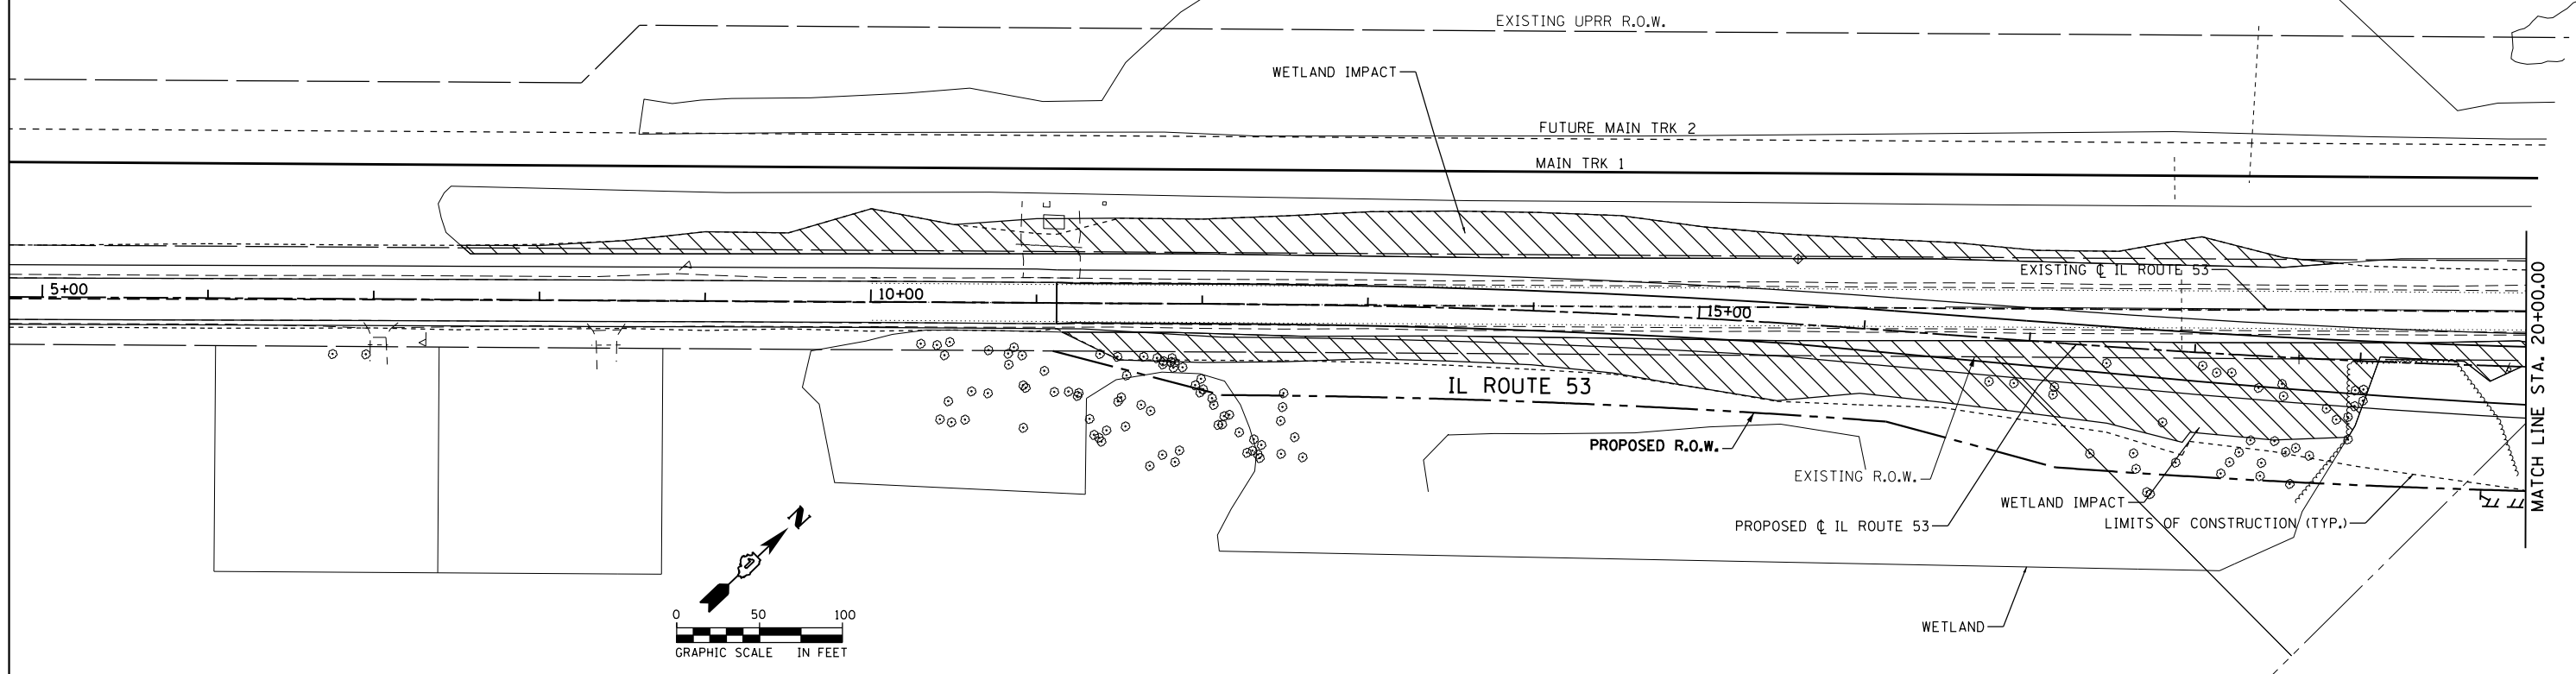 EXISTING UPRR R.O.W.
WETLAND IMPACT
FUTURE MAIN TRK 2
MAIN TRK 1
EXISTING ℄ IL ROUTE 53
5+00
10+00
15+00
MATCH LINE STA. 20+00.00
IL ROUTE 53
PROPOSED R.O.W.
EXISTING R.O.W.
WETLAND IMPACT
PROPOSED ℄ IL ROUTE 53
LIMITS OF CONSTRUCTION (TYP.)
N
0 50 100
GRAPHIC SCALE IN FEET
WETLAND